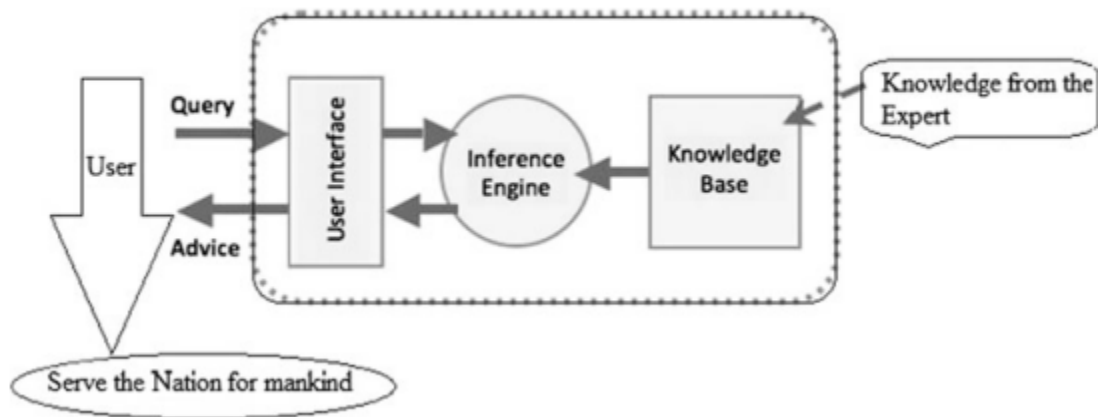 Query
User
Advice
User Interface
Inference
Engine
Knowledge
Base
Knowledge from the
Expert
Serve the Nation for mankind